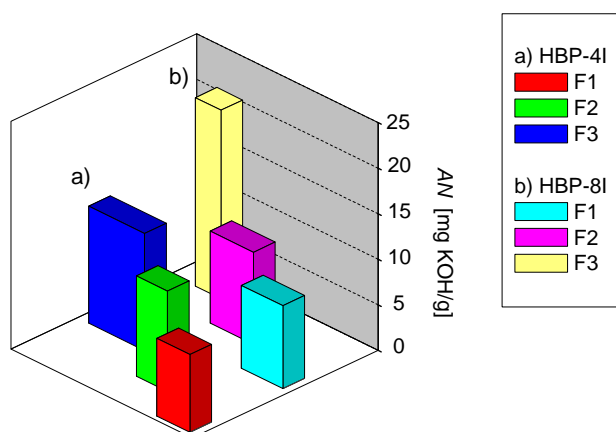 b)
a)
25
20
15
10
5
0
AN [mg KOH/g]
a) HBP-4I
F1
F2
F3
b) HBP-8I
F1
F2
F3